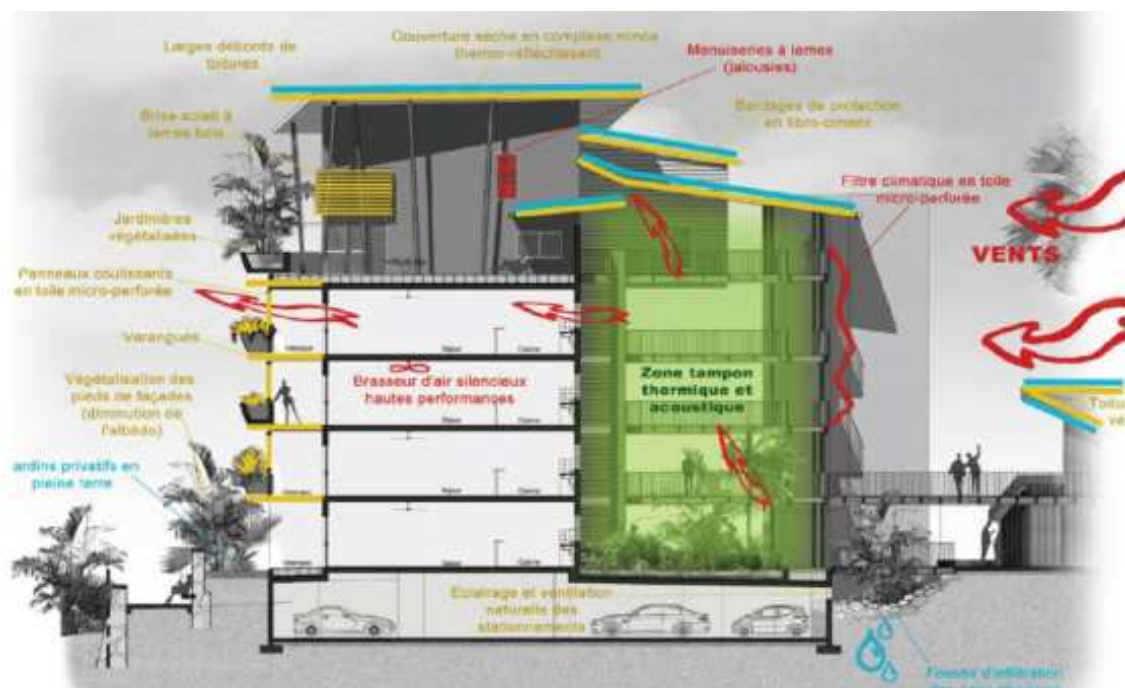 Larges débords de
toitures
Couverture sèche en complexe mince
thermo-réfléchissant
Menuiseries à lames
(jalousies)
Brise-soleil à
lames bois
Bardages de protection
en fibro-ciment
Filtre climatique en toile
micro-perforée
Jardinières
végétalisées
VENTS
Panneaux coulissants
en toile micro-perforée
Varangues
Brasseur d'air silencieux
hautes performances
Zone tampon
thermique et
acoustique
Végétalisation des
pieds de façades
(diminution de
l'albédo)
ardins privatifs en
pleine terre
Eclairage et ventilation
naturelle des
stationnements
d'infiltration